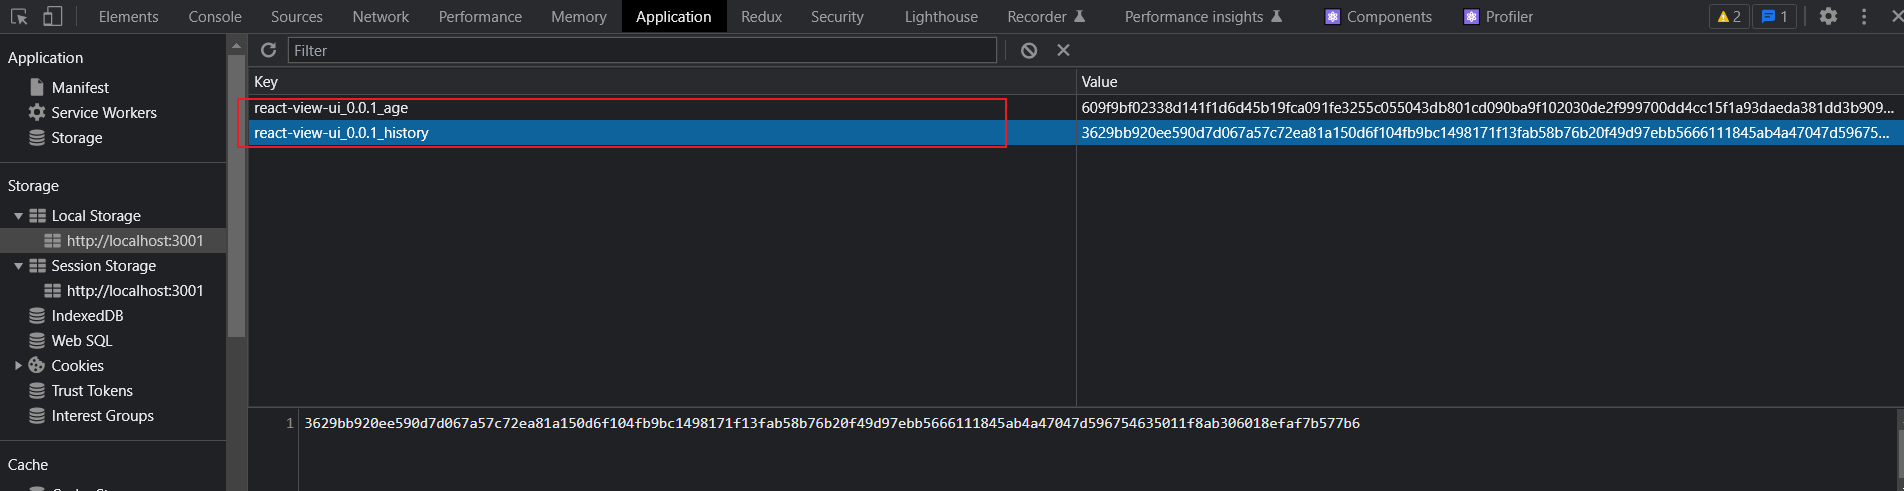 Elements Console Sources Network Performance Memory Application Redux Security Lighthouse Recorder Performance insights Components Profiler 2 1
Application
Manifest
Service Workers
Storage
Storage
Local Storage
http://localhost:3001
Session Storage
http://localhost:3001
IndexedDB
Web SQL
Cookies
Trust Tokens
Interest Groups
Cache
Filter
Key Value
react-view-ui_0.0.1_age 609f9bf02338d141f1d6d45b19fca091fe3255c055043db801cd090ba9f102030de2f999700dd4cc15f1a93daeda381dd3b909...
react-view-ui_0.0.1_history 3629bb920ee590d7d067a57c72ea81a150d6f104fb9bc1498171f13fab58b76b20f49d97ebb5666111845ab4a47047d59675...
1 3629bb920ee590d7d067a57c72ea81a150d6f104fb9bc1498171f13fab58b76b20f49d97ebb5666111845ab4a47047d596754635011f8ab306018efaf7b577b6